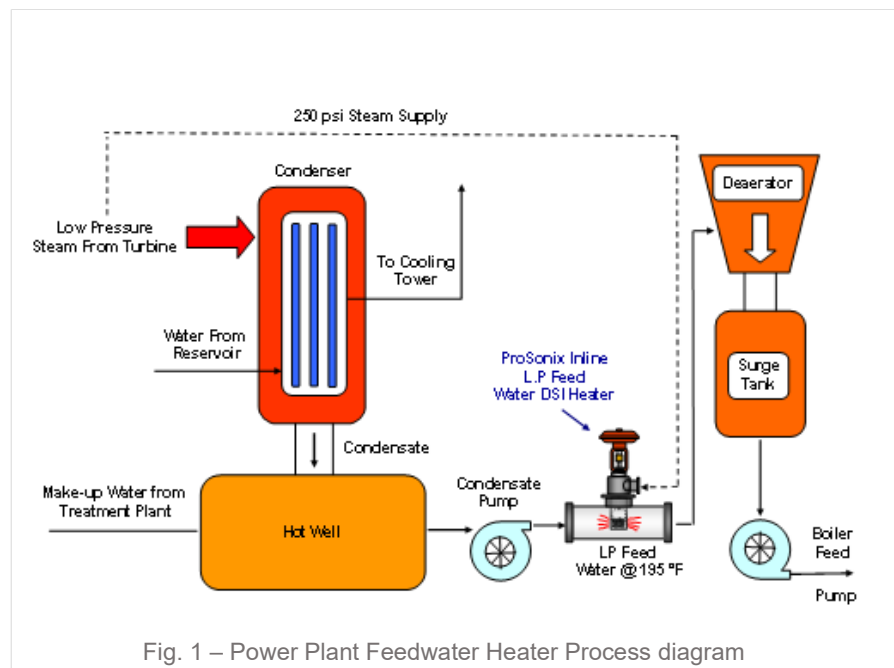 250 psi Steam Supply
Condenser
Deaerator
Low Pressure
Steam From Turbine
To Cooling
Tower
Water From
Reservoir
ProSonix Inline
L.P Feed
Water DSI Heater
Surge
Tank
Condensate
Make-up Water from
Treatment Plant
Hot Well
Condensate
Pump
LP Feed
Water @ 195 °F
Boiler
Feed
Pump
Fig. 1 – Power Plant Feedwater Heater Process diagram